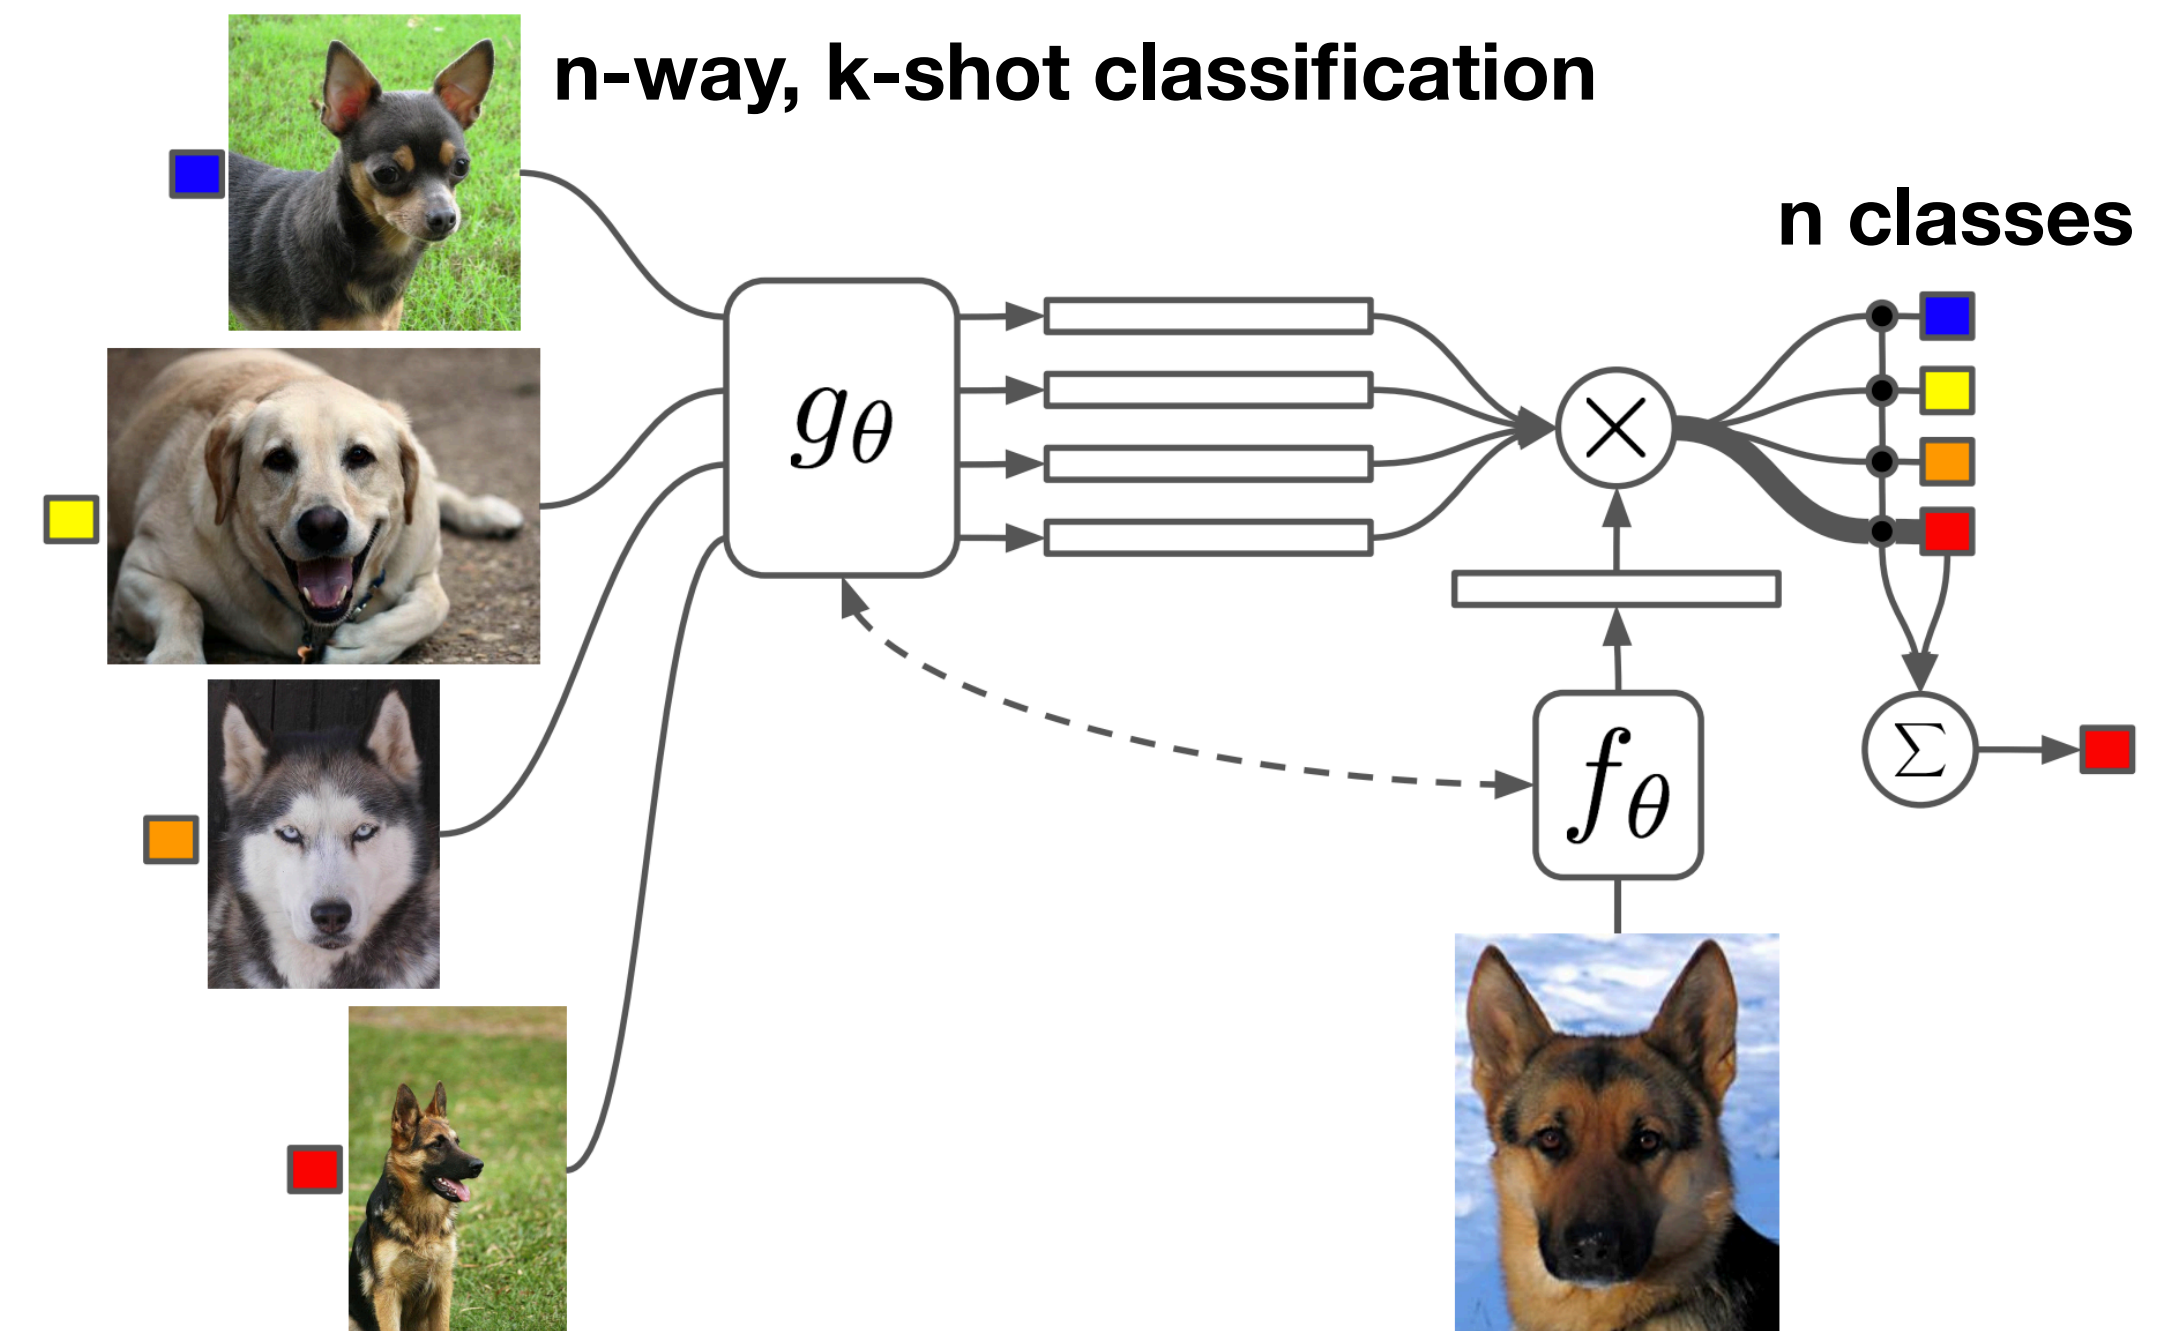 n-way, k-shot classification
n classes
gθ
×
fθ
Σ